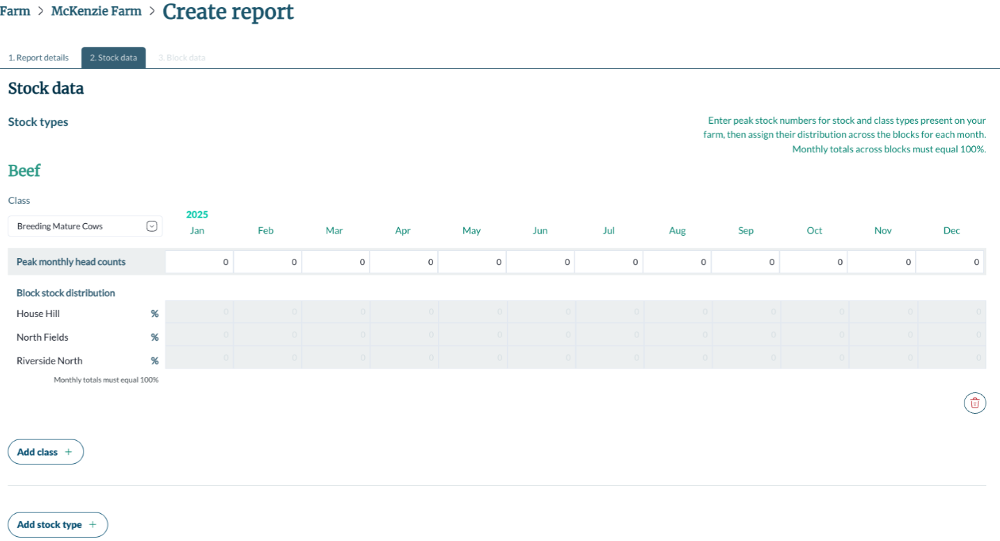 Farm > McKenzie Farm > Create report
1. Report details 2. Stock data 3. Block data
Stock data
Stock types
Enter peak stock numbers for stock and class types present on your
farm, then assign their distribution across the blocks for each month.
Monthly totals across blocks must equal 100%.
Beef
Class
2025
Breeding Mature Cows
Jan Feb Mar Apr May Jun Jul Aug Sep Oct Nov Dec
Peak monthly head counts 0 0 0 0 0 0 0 0 0 0 0 0
Block stock distribution
House Hill % 0 0 0 0 0 0 0 0 0 0 0 0
North Fields % 0 0 0 0 0 0 0 0 0 0 0 0
Riverside North % 0 0 0 0 0 0 0 0 0 0 0 0
Monthly totals must equal 100%
Add class +
Add stock type +